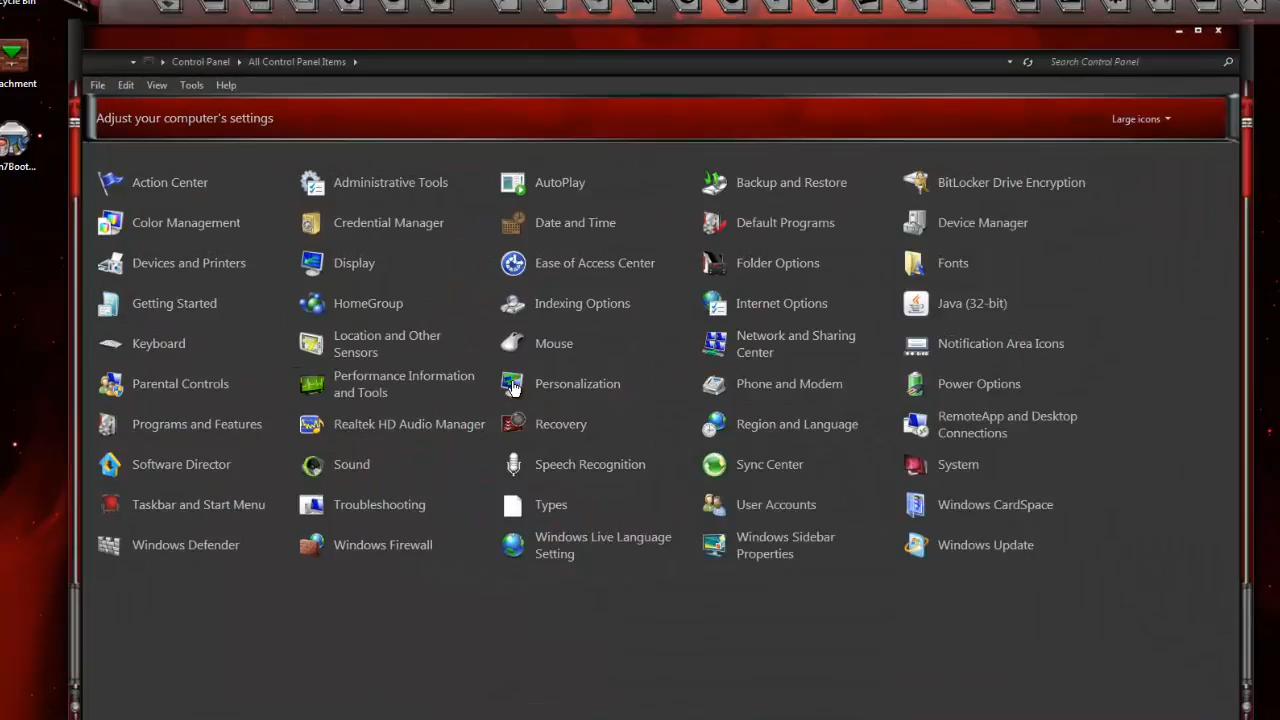 ycle Bin
achment
n7Boot...
Control Panel
All Control Panel Items
Search Control Panel
File Edit View Tools Help
Adjust your computer's settings
Large icons
Action Center
Administrative Tools
AutoPlay
Backup and Restore
BitLocker Drive Encryption
Color Management
Credential Manager
Date and Time
Default Programs
Device Manager
Devices and Printers
Display
Ease of Access Center
Folder Options
Fonts
Getting Started
HomeGroup
Indexing Options
Internet Options
Java (32-bit)
Keyboard
Location and Other
Sensors
Mouse
Network and Sharing
Center
Notification Area Icons
Parental Controls
Performance Information
and Tools
Personalization
Phone and Modem
Power Options
Programs and Features
Realtek HD Audio Manager
Recovery
Region and Language
RemoteApp and Desktop
Connections
Software Director
Sound
Speech Recognition
Sync Center
System
Taskbar and Start Menu
Troubleshooting
Types
User Accounts
Windows CardSpace
Windows Defender
Windows Firewall
Windows Live Language
Setting
Windows Sidebar
Properties
Windows Update